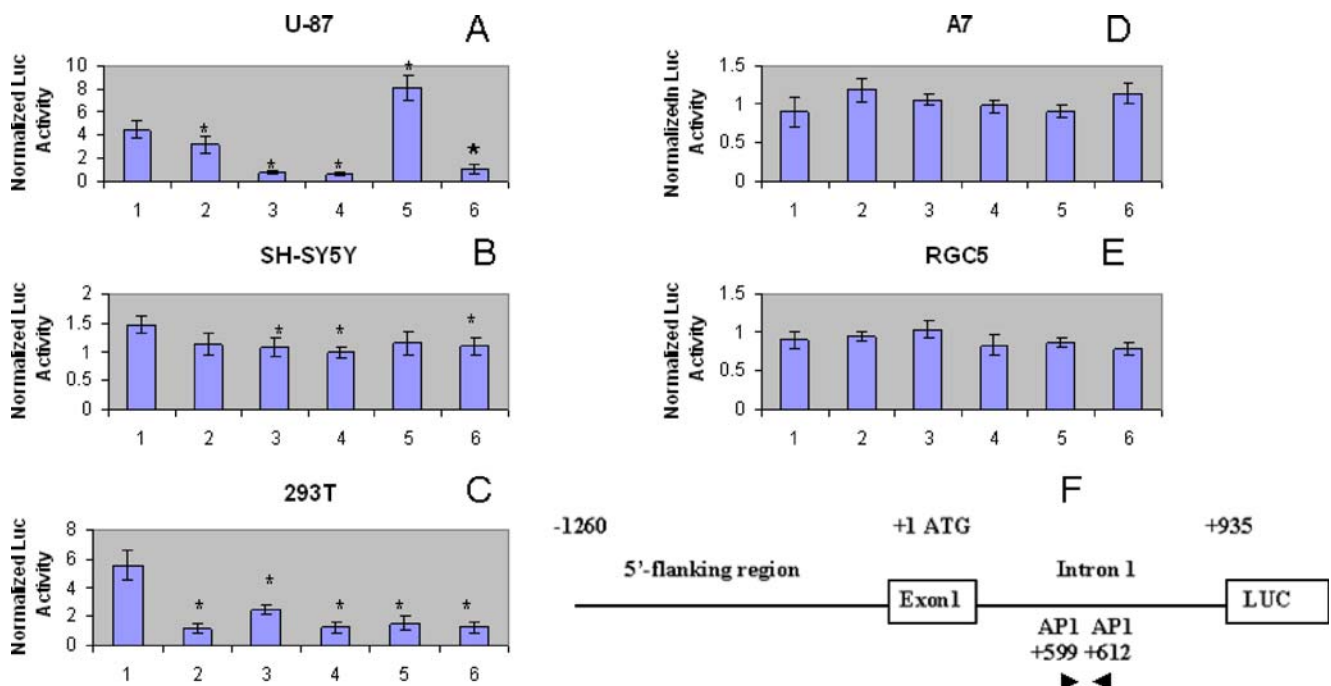 U-87
A
Normalized Luc
Activity
10
8
6
4
2
0
*
*
*
*
*
1 2 3 4 5 6
SH-SY5Y
B
Normalized Luc
Activity
2
1.5
1
0.5
0
*
*
*
1 2 3 4 5 6
293T
C
Normalized Luc
Activity
8
6
4
2
0
*
*
*
*
*
1 2 3 4 5 6
A7
D
Normalizedn Luc
Activity
1.5
1
0.5
0
1 2 3 4 5 6
RGC5
E
Normalized Luc
Activity
1.5
1
0.5
0
1 2 3 4 5 6
F
-1260 +1 ATG +935
5'-flanking region Intron 1
Exon1 LUC
AP1 AP1
+599 +612